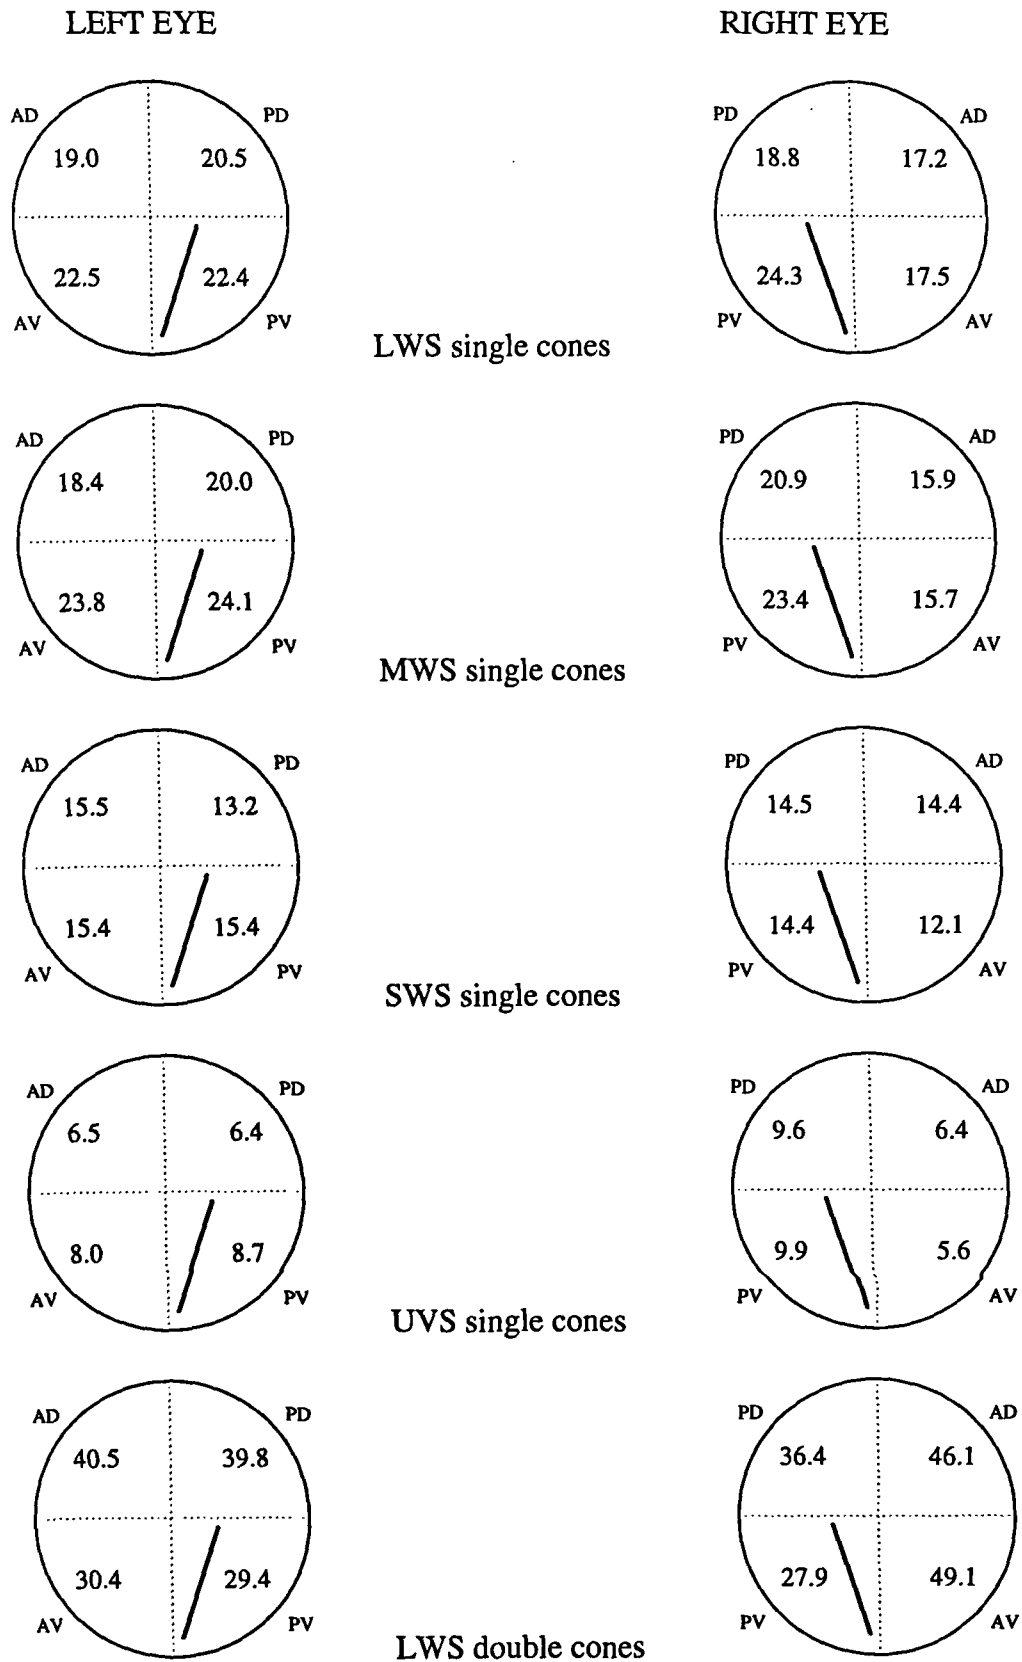 LEFT EYE RIGHT EYE
AD PD PD AD
19.0 20.5 18.8 17.2
22.5 22.4 24.3 17.5
AV PV PV AV
LWS single cones
AD PD PD AD
18.4 20.0 20.9 15.9
23.8 24.1 23.4 15.7
AV PV PV AV
MWS single cones
AD PD PD AD
15.5 13.2 14.5 14.4
15.4 15.4 14.4 12.1
AV PV PV AV
SWS single cones
AD PD PD AD
6.5 6.4 9.6 6.4
8.0 8.7 9.9 5.6
AV PV PV AV
UVS single cones
AD PD PD AD
40.5 39.8 36.4 46.1
30.4 29.4 27.9 49.1
AV PV PV AV
LWS double cones